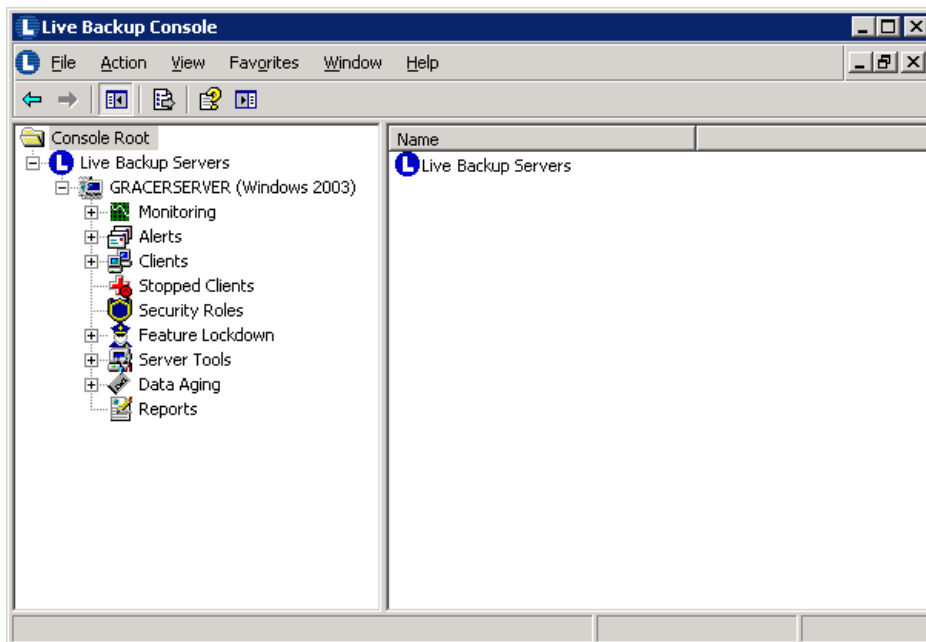 Live Backup Console
File Action View Favorites Window Help
Console Root
Live Backup Servers
GRACERSERVER (Windows 2003)
Monitoring
Alerts
Clients
Stopped Clients
Security Roles
Feature Lockdown
Server Tools
Data Aging
Reports
Name
Live Backup Servers